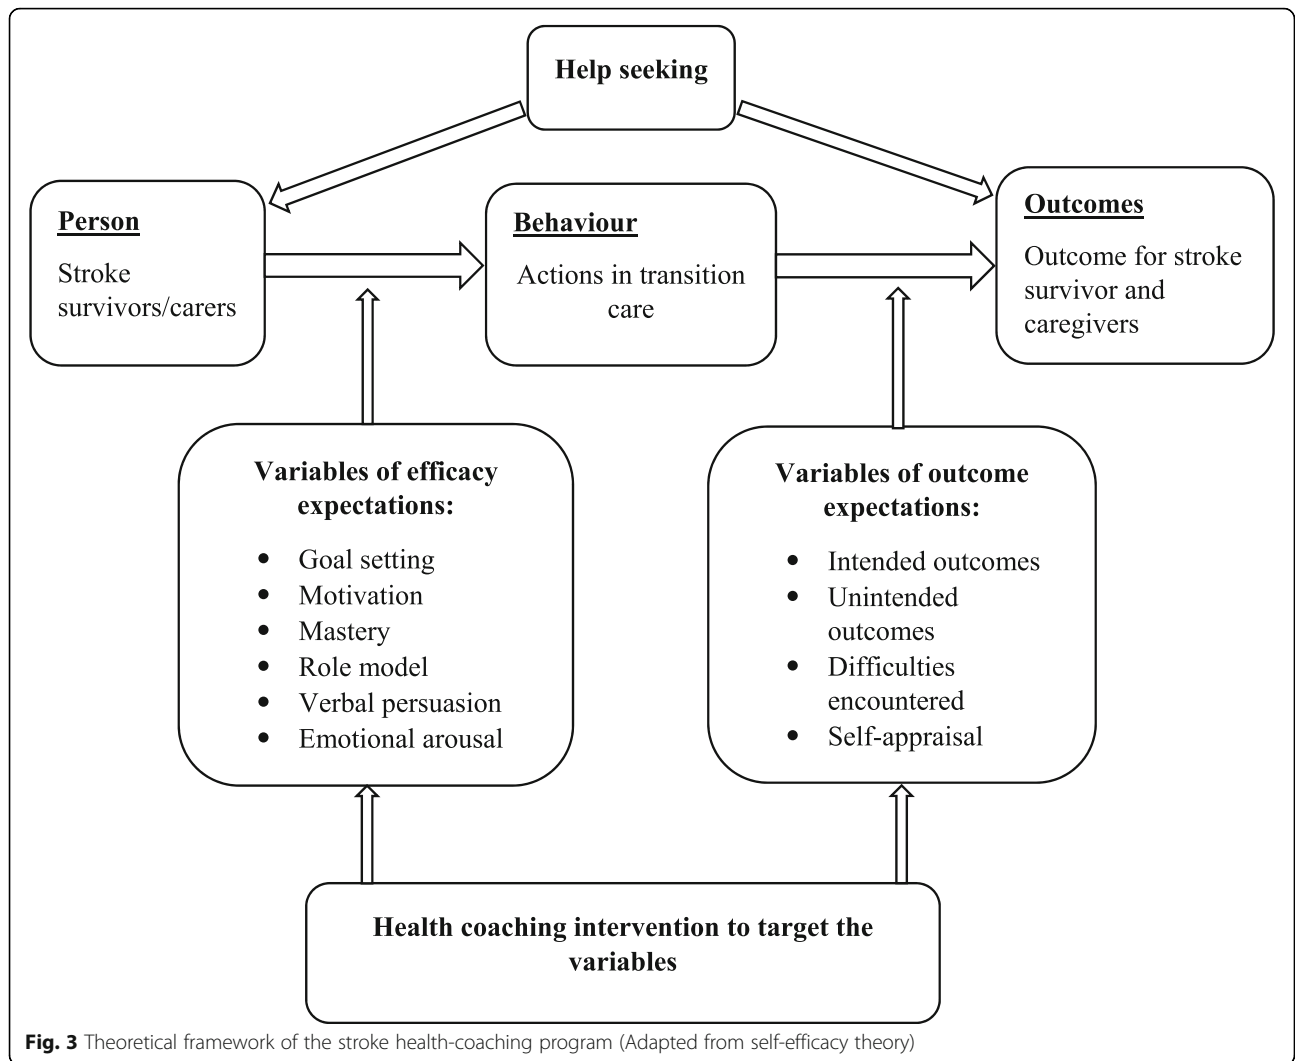 Help seeking
Person
Stroke
survivors/carers
Behaviour
Actions in transition
care
Outcomes
Outcome for stroke
survivor and
caregivers
Variables of efficacy
expectations:
• Goal setting
• Motivation
• Mastery
• Role model
• Verbal persuasion
• Emotional arousal
Variables of outcome
expectations:
• Intended outcomes
• Unintended
outcomes
• Difficulties
encountered
• Self-appraisal
Health coaching intervention to target the
variables
Fig. 3 Theoretical framework of the stroke health-coaching program (Adapted from self-efficacy theory)